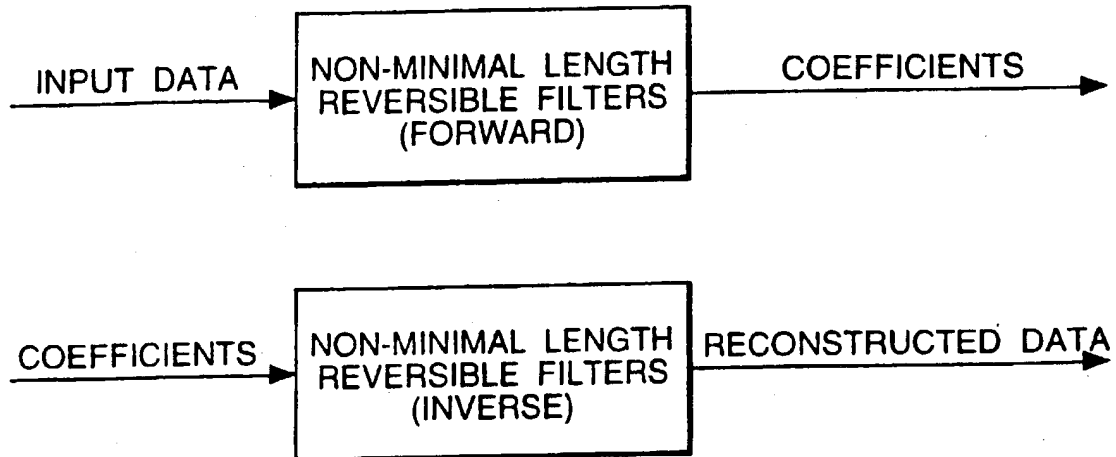 INPUT DATA
NON-MINIMAL LENGTH
REVERSIBLE FILTERS
(FORWARD)
COEFFICIENTS
COEFFICIENTS
NON-MINIMAL LENGTH
REVERSIBLE FILTERS
(INVERSE)
RECONSTRUCTED DATA